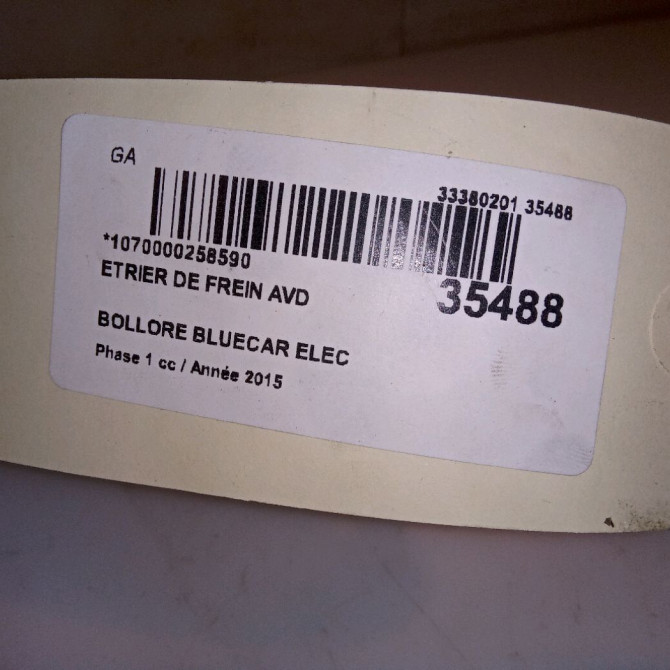 GA
33380201 35488
*1070000258590
35488
ETRIER DE FREIN AVD
BOLLORE BLUECAR ELEC
Phase 1 cc / Année 2015